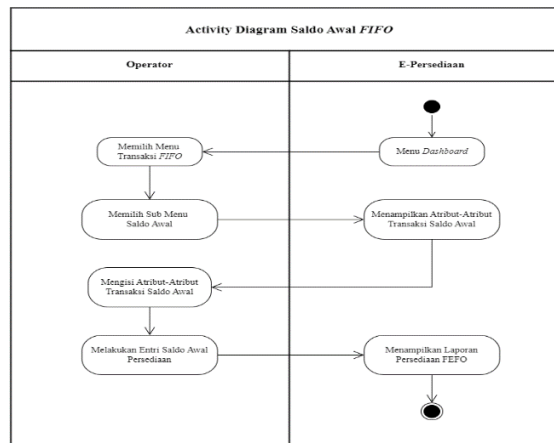 Activity Diagram Saldo Awal FIFO
Operator
E-Persediaan
Menu Dashboard
Memilih Menu
Transaksi FIFO
Memilih Sub Menu
Saldo Awal
Menampilkan Atribut-Atribut
Transaksi Saldo Awal
Mengisi Atribut-Atribut
Transaksi Saldo Awal
Melakukan Entri Saldo Awal
Persediaan
Menampilkan Laporan
Persediaan FEFO